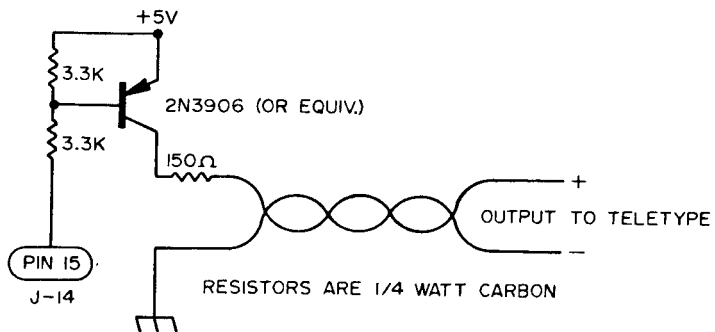 +5V
3.3K
2N3906 (OR EQUIV.)
3.3K
150Ω
+
OUTPUT TO TELETYPE
−
PIN 15
J-14
RESISTORS ARE 1/4 WATT CARBON